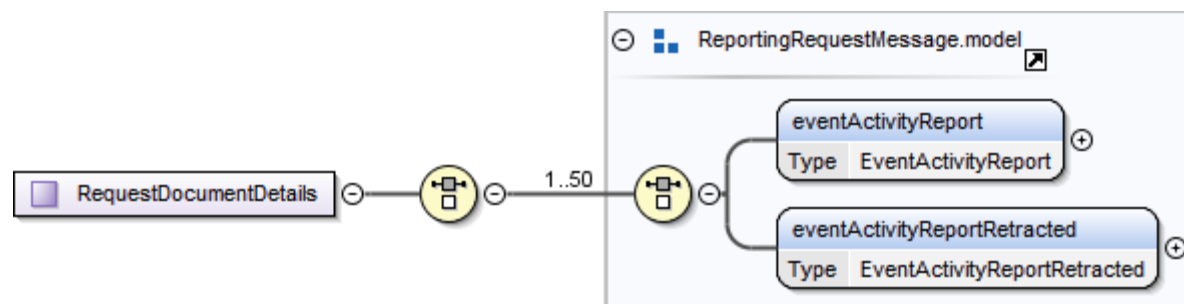 ReportingRequestMessage.model
eventActivityReport
Type EventActivityReport
1..50
RequestDocumentDetails
eventActivityReportRetracted
Type EventActivityReportRetracted